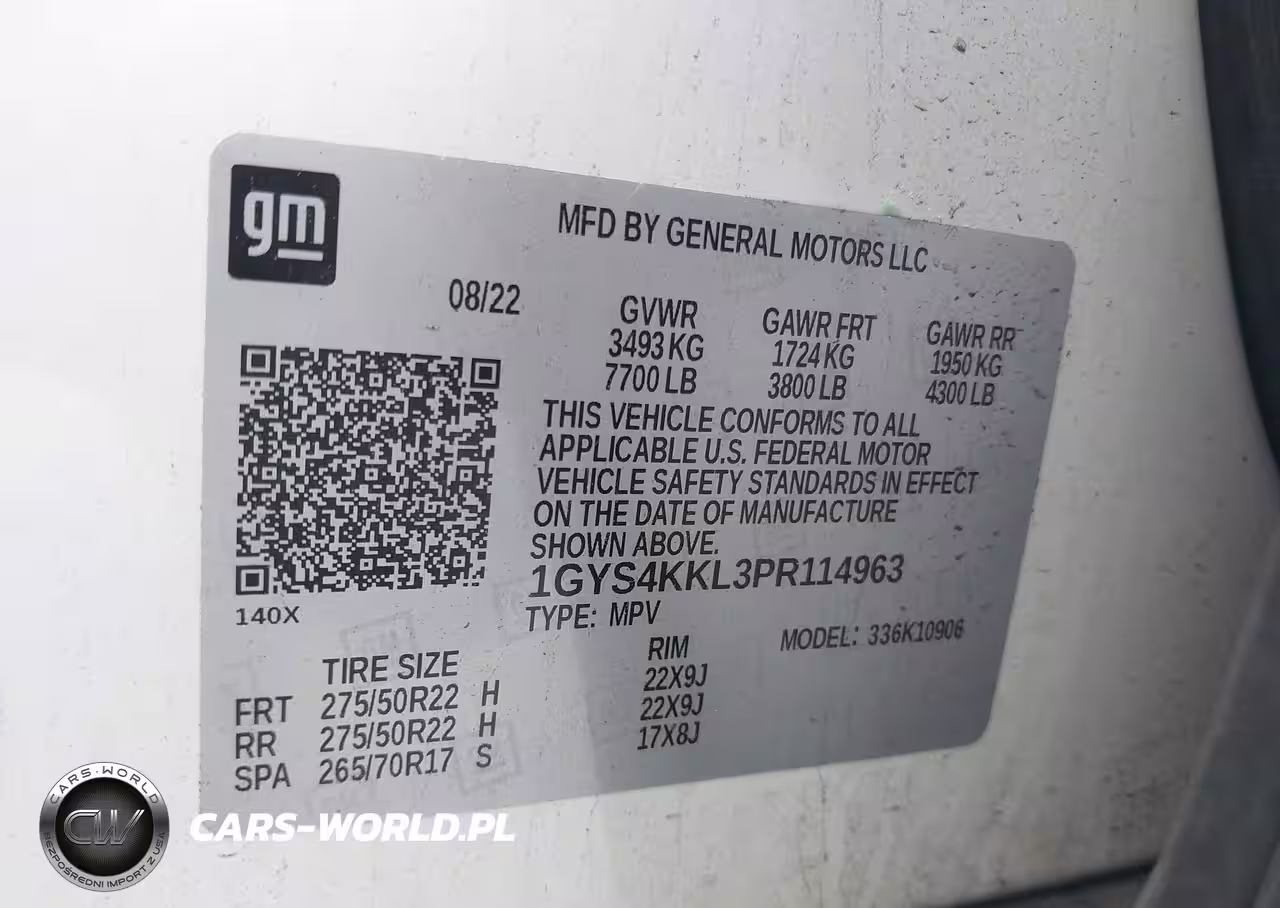 gm
MFD BY GENERAL MOTORS LLC
08/22
GVWR GAWR FRT GAWR RR
3493 KG 1724 KG 1950 KG
7700 LB 3800 LB 4300 LB
THIS VEHICLE CONFORMS TO ALL
APPLICABLE U.S. FEDERAL MOTOR
VEHICLE SAFETY STANDARDS IN EFFECT
ON THE DATE OF MANUFACTURE
SHOWN ABOVE.
1GYS4KKL3PR114963
140X
TYPE: MPV
MODEL: 336K10906
TIRE SIZE RIM
FRT 275/50R22 H 22X9J
RR 275/50R22 H 22X9J
SPA 265/70R17 S 17X8J
CARS-WORLD
CW
BEZPOŚREDNI IMPORT Z USA
CARS-WORLD.PL